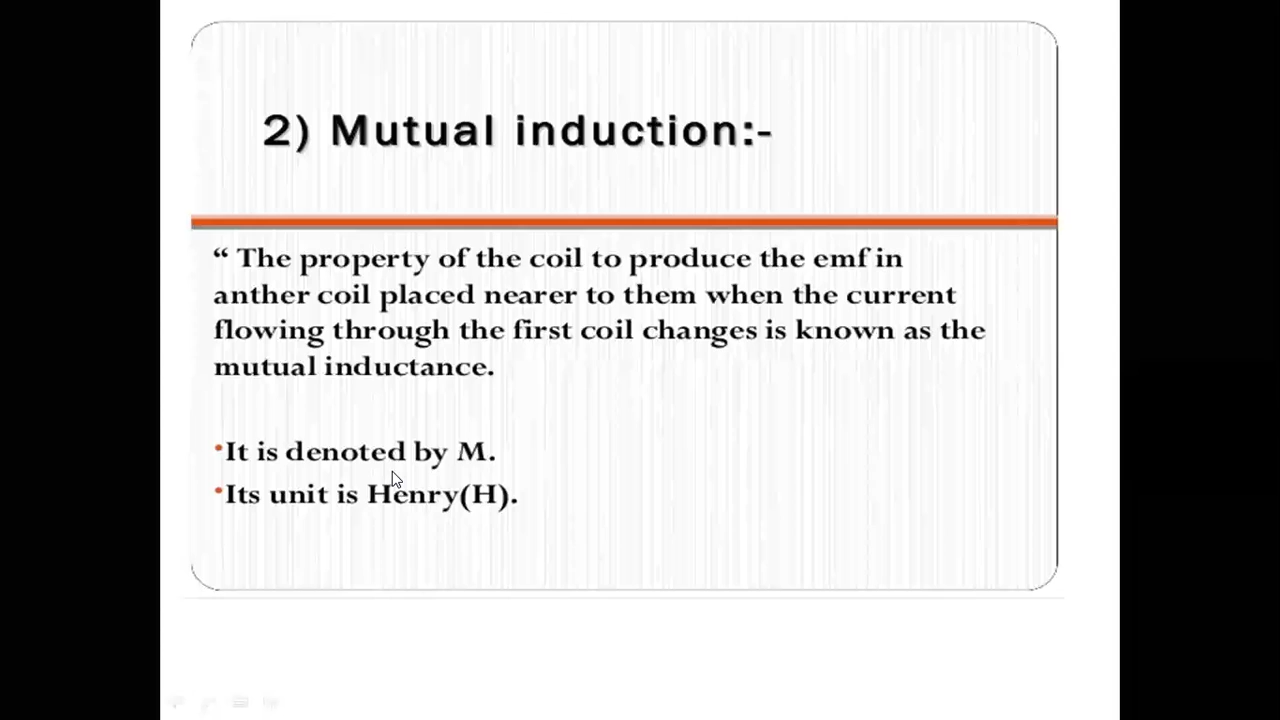 2) Mutual induction:-
“ The property of the coil to produce the emf in
anther coil placed nearer to them when the current
flowing through the first coil changes is known as the
mutual inductance.
•It is denoted by M.
•Its unit is Henry(H).